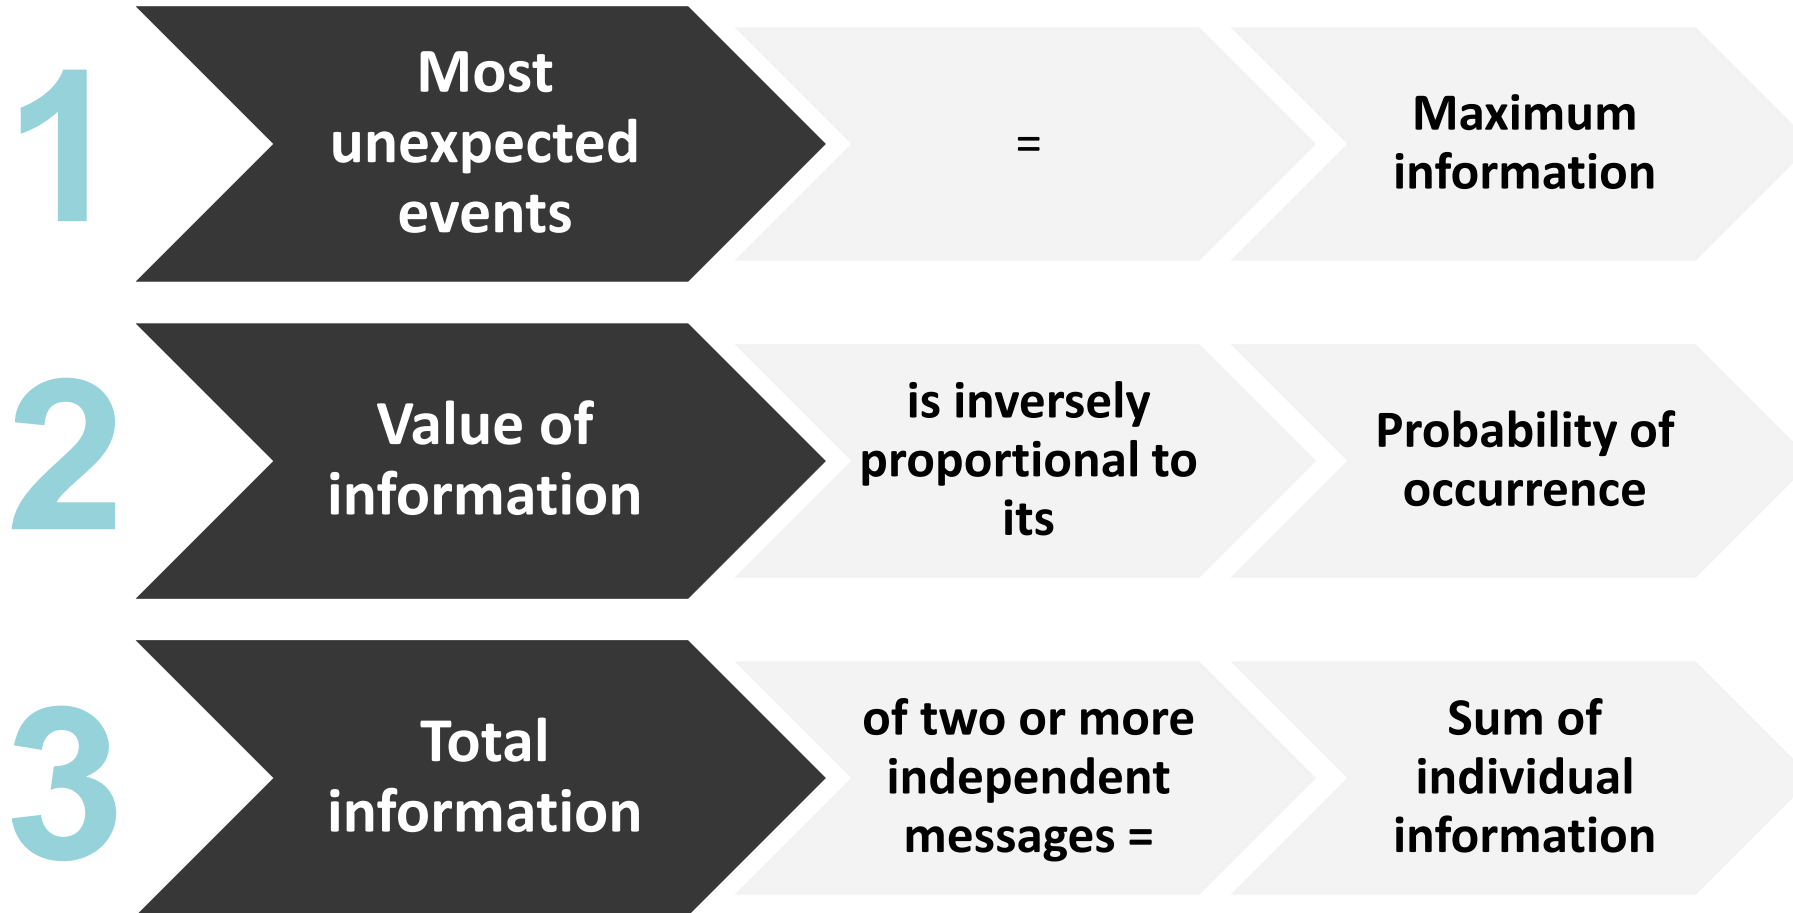 1
Most
unexpected
events
=
Maximum
information
2
Value of
information
is inversely
proportional to
its
Probability of
occurrence
3
Total
information
of two or more
independent
messages =
Sum of
individual
information